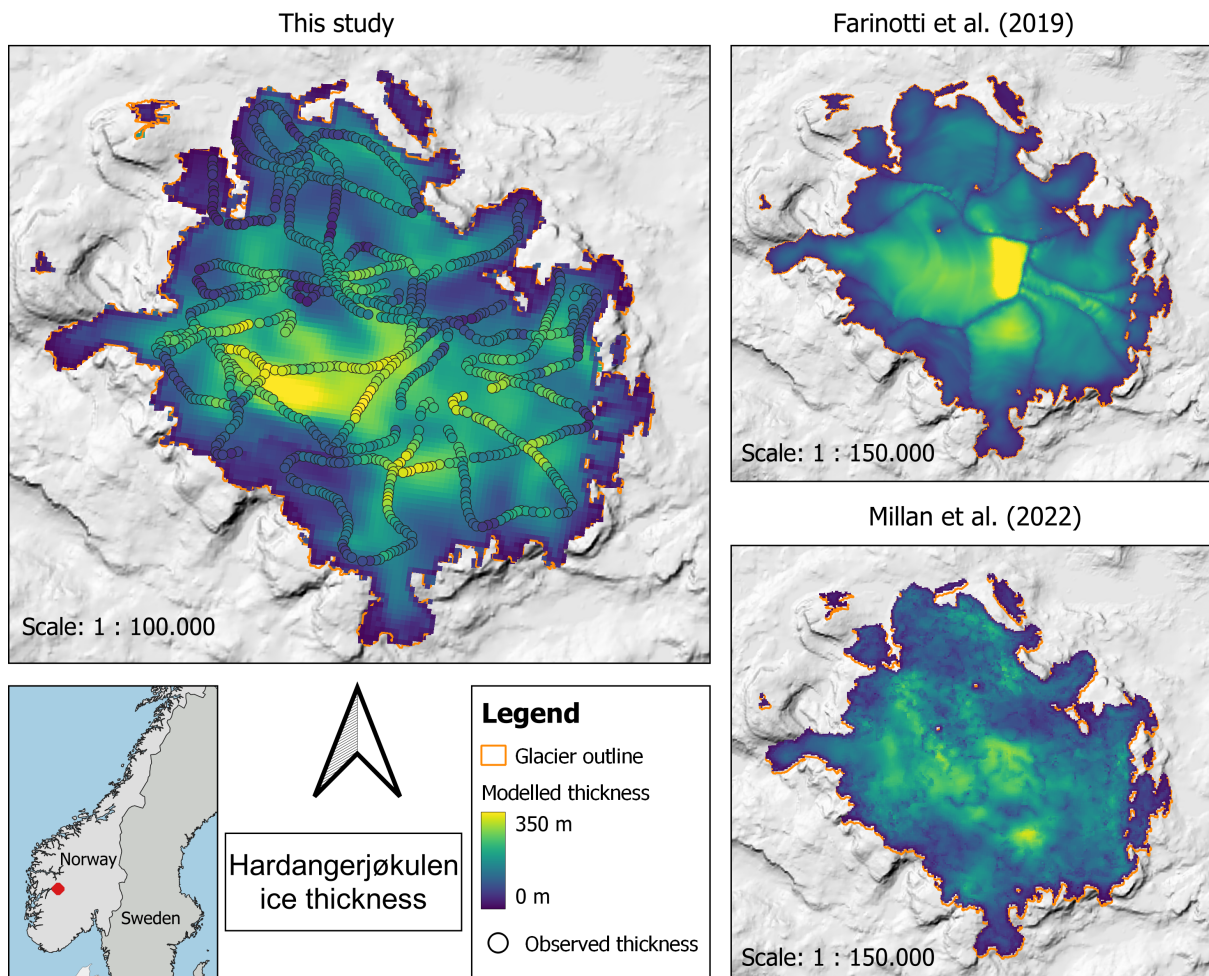 This study
Scale: 1 : 100.000
Farinotti et al. (2019)
Scale: 1 : 150.000
Millan et al. (2022)
Scale: 1 : 150.000
Norway
Sweden
Hardangerjøkulen
ice thickness
Legend
Glacier outline
Modelled thickness
350 m
0 m
Observed thickness